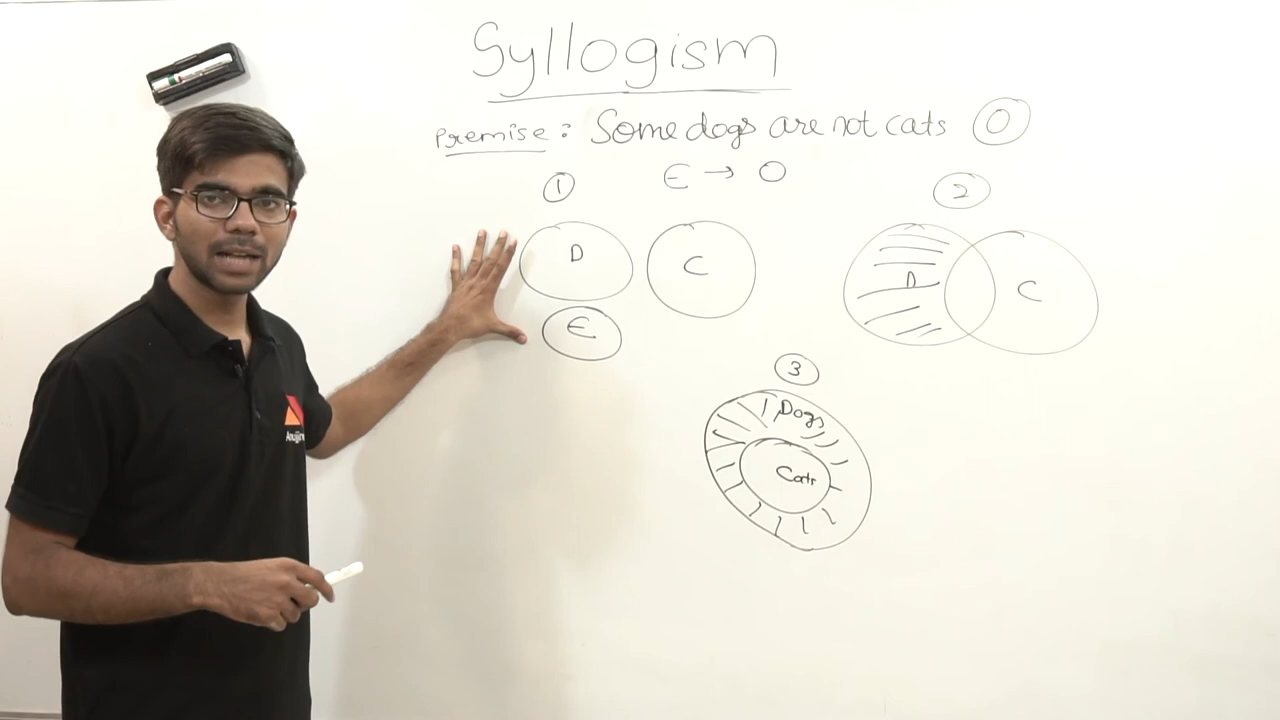 Syllogism
Premise: Some dogs are not cats O
E → O
1
2
D
C
D
C
E
3
Dogs
Cats